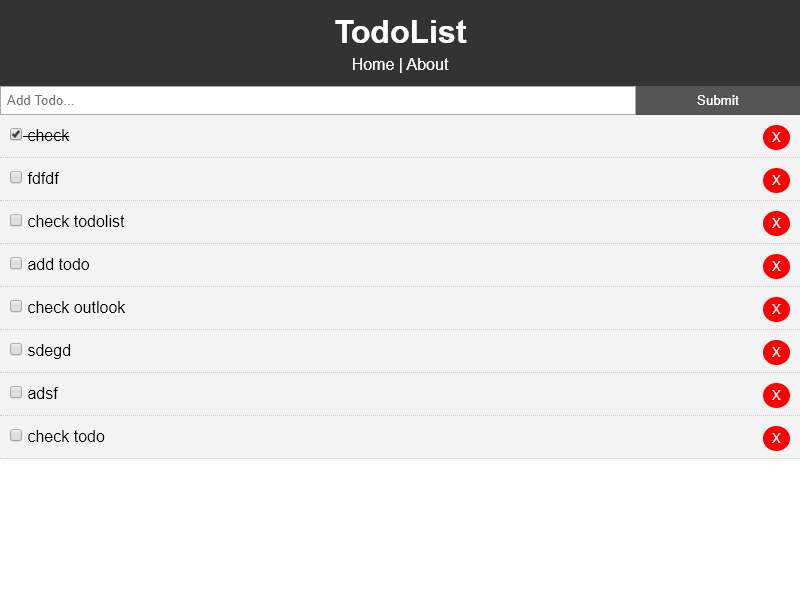 TodoList
Home | About
Add Todo... Submit
check X
fdfdf X
check todolist X
add todo X
check outlook X
sdegd X
adsf X
check todo X